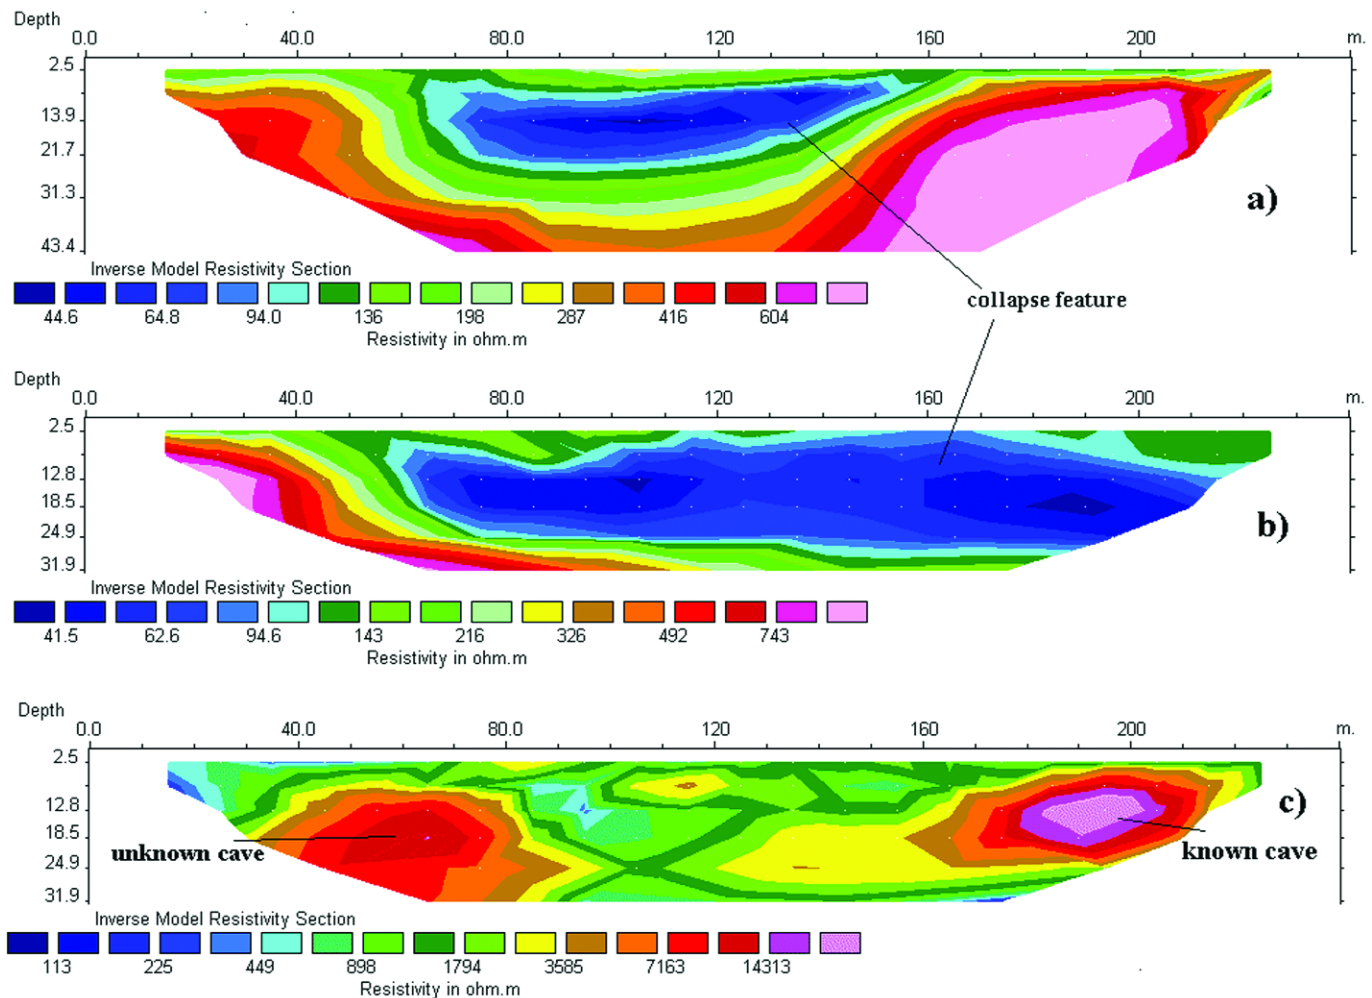 Depth
0.0 40.0 80.0 120 160 200 m.
2.5
13.9
21.7
31.3
43.4
a)
Inverse Model Resistivity Section
44.6 64.8 94.0 136 198 287 416 604
Resistivity in ohm.m
collapse feature
Depth
0.0 40.0 80.0 120 160 200 m.
2.5
12.8
18.5
24.9
31.9
b)
Inverse Model Resistivity Section
41.5 62.6 94.6 143 216 326 492 743
Resistivity in ohm.m
Depth
0.0 40.0 80.0 120 160 200 m.
2.5
12.8
18.5
24.9
31.9
c)
unknown cave
known cave
Inverse Model Resistivity Section
113 225 449 898 1794 3585 7163 14313
Resistivity in ohm.m